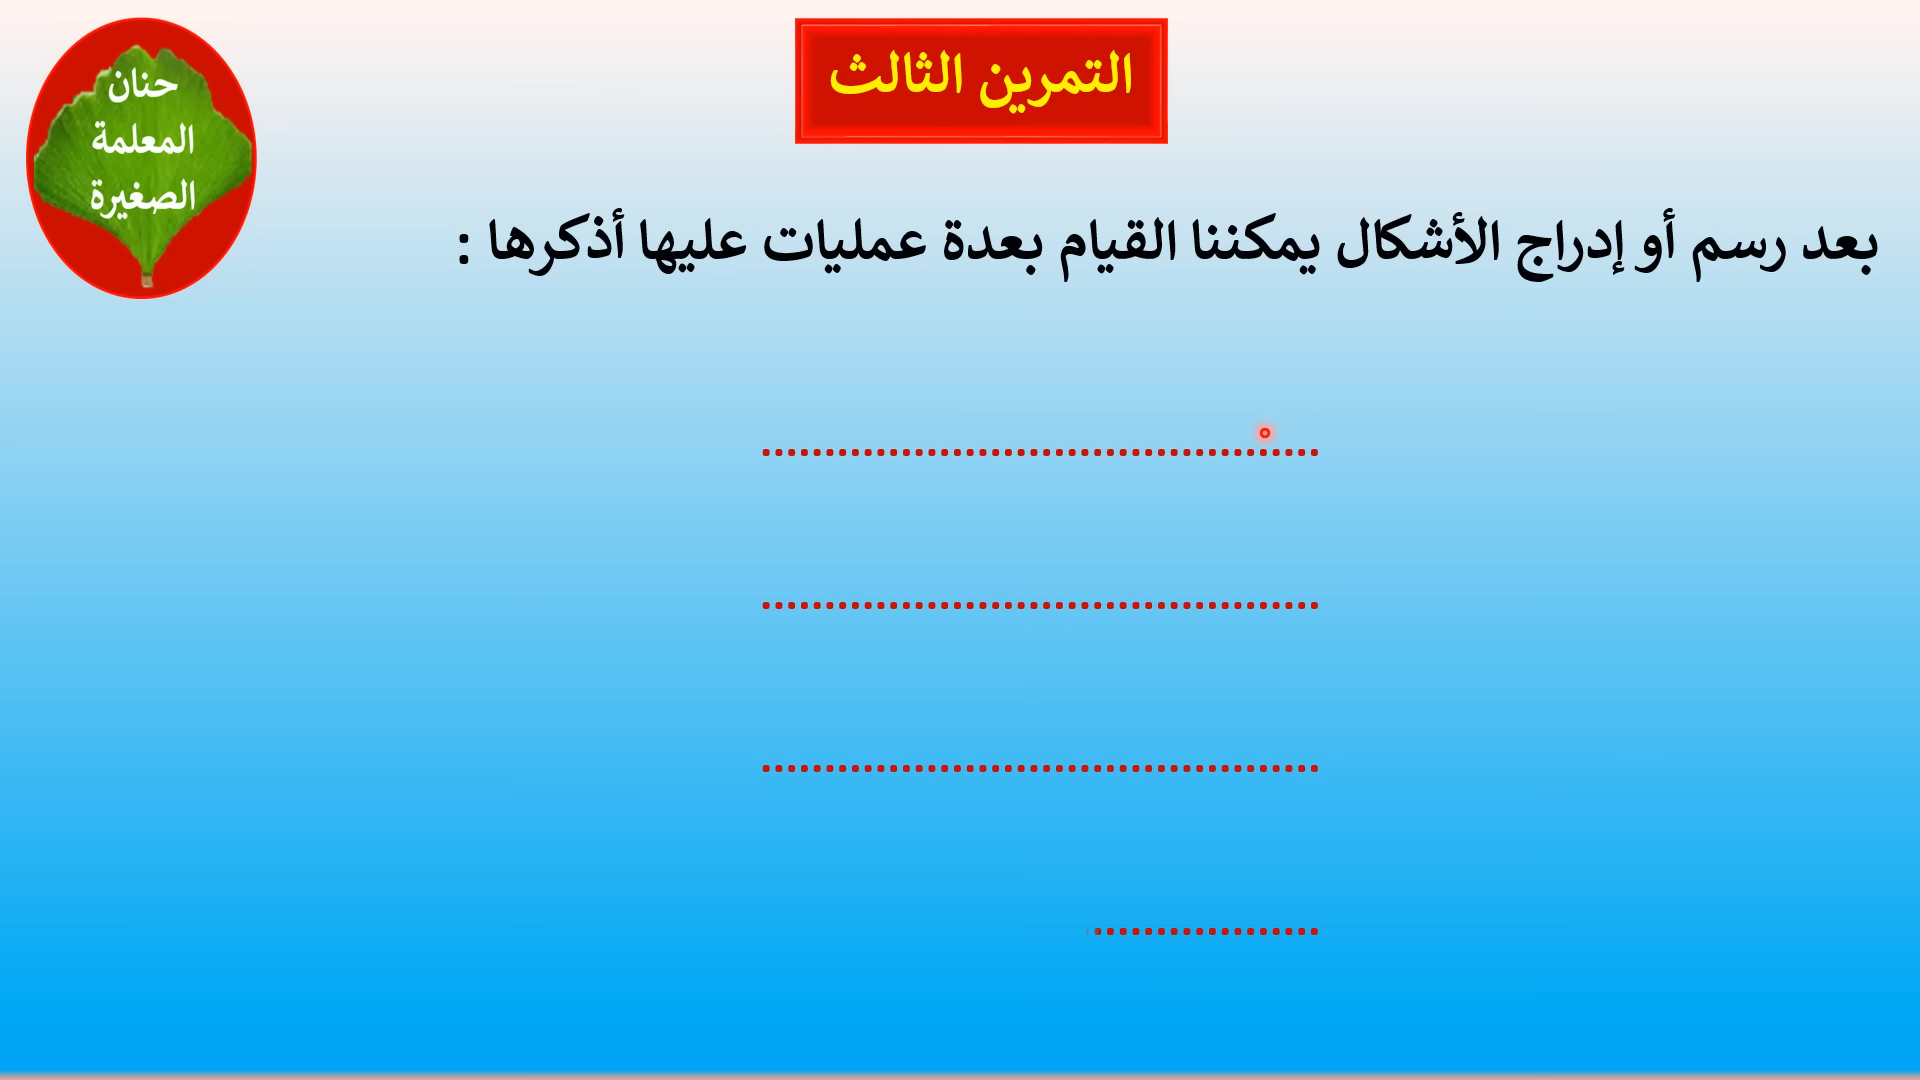 التمرين الثالث
حنان
المعلمة
الصغيرة
بعد رسم أو إدراج الأشكال يمكننا القيام بعدة عمليات عليها أذكرها :